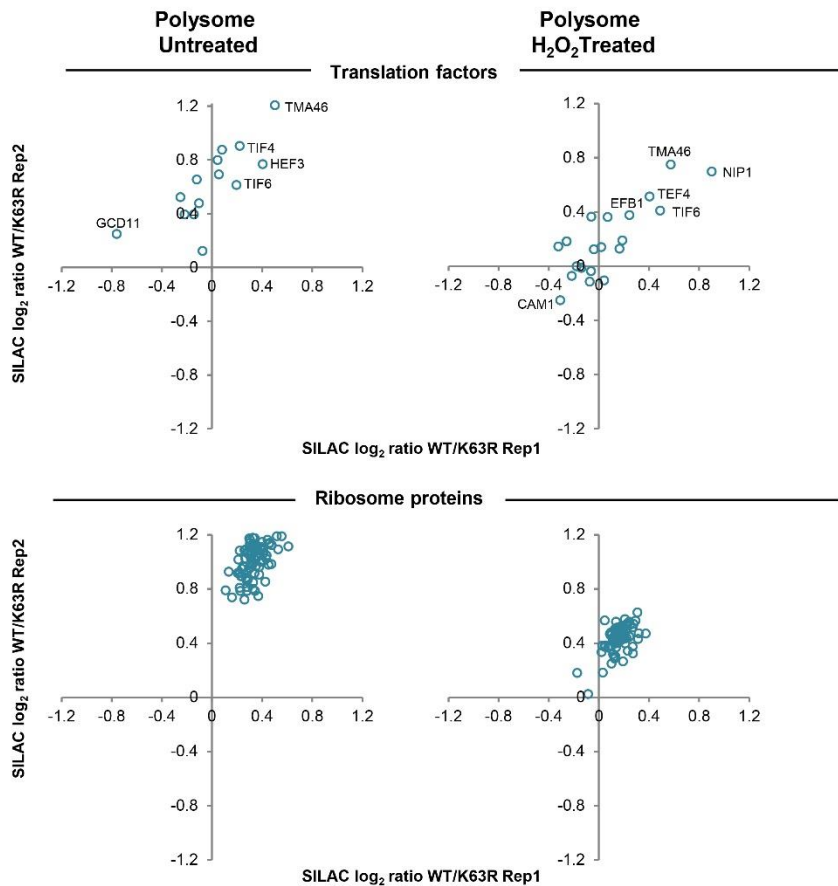 Polysome
Untreated
Polysome
H₂O₂Treated
Translation factors
SILAC log₂ ratio WT/K63R Rep2
1.2
0.8
0.4
0
-0.4
-0.8
-1.2
-1.2 -0.8 -0.4 0 0.4 0.8 1.2
TMA46
TIF4
HEF3
TIF6
GCD11
1.2
0.8
0.4
0
-0.4
-0.8
-1.2
-1.2 -0.8 -0.4 0 0.4 0.8 1.2
TMA46
NIP1
TEF4
EFB1
TIF6
CAM1
SILAC log₂ ratio WT/K63R Rep1
Ribosome proteins
SILAC log₂ ratio WT/K63R Rep2
1.2
0.8
0.4
0
-0.4
-0.8
-1.2
-1.2 -0.8 -0.4 0 0.4 0.8 1.2
1.2
0.8
0.4
0
-0.4
-0.8
-1.2
-1.2 -0.8 -0.4 0 0.4 0.8 1.2
SILAC log₂ ratio WT/K63R Rep1